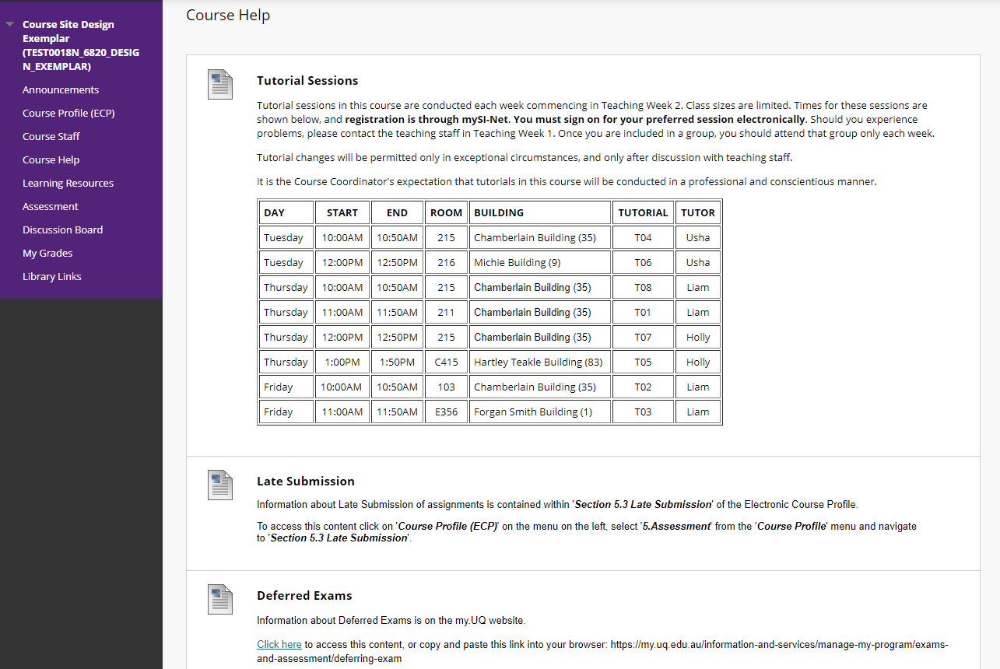 Course Site Design
Exemplar
(TEST0018N_6820_DESIG
N_EXEMPLAR)
Announcements
Course Profile (ECP)
Course Staff
Course Help
Learning Resources
Assessment
Discussion Board
My Grades
Library Links
Course Help
Tutorial Sessions
Tutorial sessions in this course are conducted each week commencing in Teaching Week 2. Class sizes are limited. Times for these sessions are
shown below, and registration is through mySI-Net. You must sign on for your preferred session electronically. Should you experience
problems, please contact the teaching staff in Teaching Week 1. Once you are included in a group, you should attend that group only each week.
Tutorial changes will be permitted only in exceptional circumstances, and only after discussion with teaching staff.
It is the Course Coordinator's expectation that tutorials in this course will be conducted in a professional and conscientious manner.
DAY START END ROOM BUILDING TUTORIAL TUTOR
Tuesday 10:00AM 10:50AM 215 Chamberlain Building (35) T04 Usha
Tuesday 12:00PM 12:50PM 216 Michie Building (9) T06 Usha
Thursday 10:00AM 10:50AM 215 Chamberlain Building (35) T08 Liam
Thursday 11:00AM 11:50AM 211 Chamberlain Building (35) T01 Liam
Thursday 12:00PM 12:50PM 215 Chamberlain Building (35) T07 Holly
Thursday 1:00PM 1:50PM C415 Hartley Teakle Building (83) T05 Holly
Friday 10:00AM 10:50AM 103 Chamberlain Building (35) T02 Liam
Friday 11:00AM 11:50AM E356 Forgan Smith Building (1) T03 Liam
Late Submission
Information about Late Submission of assignments is contained within 'Section 5.3 Late Submission' of the Electronic Course Profile.
To access this content click on 'Course Profile (ECP)' on the menu on the left, select '5.Assessment' from the 'Course Profile' menu and navigate
to 'Section 5.3 Late Submission'.
Deferred Exams
Information about Deferred Exams is on the my.UQ website.
Click here to access this content, or copy and paste this link into your browser: https://my.uq.edu.au/information-and-services/manage-my-program/exams-
and-assessment/deferring-exam